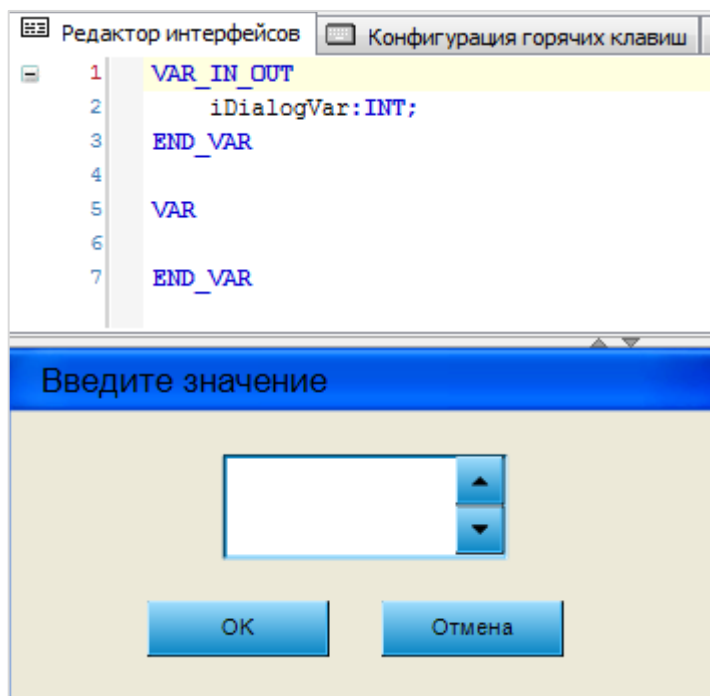 Редактор интерфейсов Конфигурация горячих клавиш
1 VAR_IN_OUT
2 iDialogVar:INT;
3 END_VAR
4
5 VAR
6
7 END_VAR
Введите значение
OK Отмена